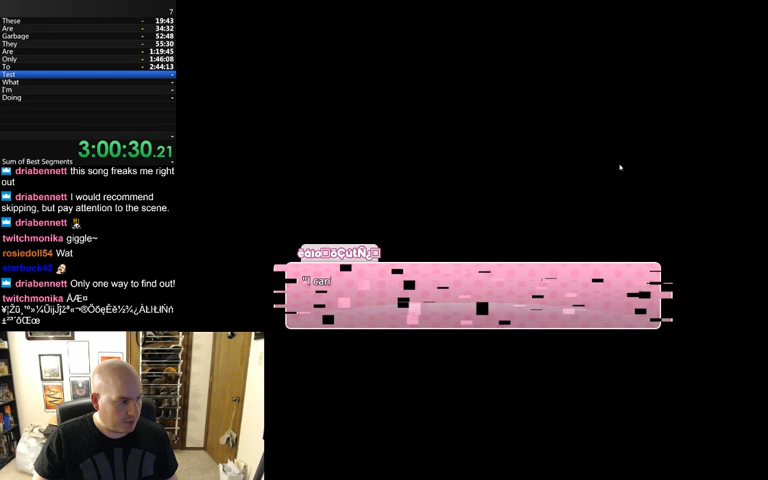 7
These - 19:43
Are - 34:32
Garbage - 52:48
They - 55:30
Are - 1:19:45
Only - 1:46:08
To - 2:44:13
Test -
What -
I'm -
Doing -
-
3:00:30.21
Sum of Best Segments -
driabennett this song freaks me right
out
driabennett I would recommend
skipping, but pay attention to the scene.
driabennett
twitchmonika giggle~
rosiedoll54 Wat
starbuck42
driabennett Only one way to find out!
twitchmonika
"I can